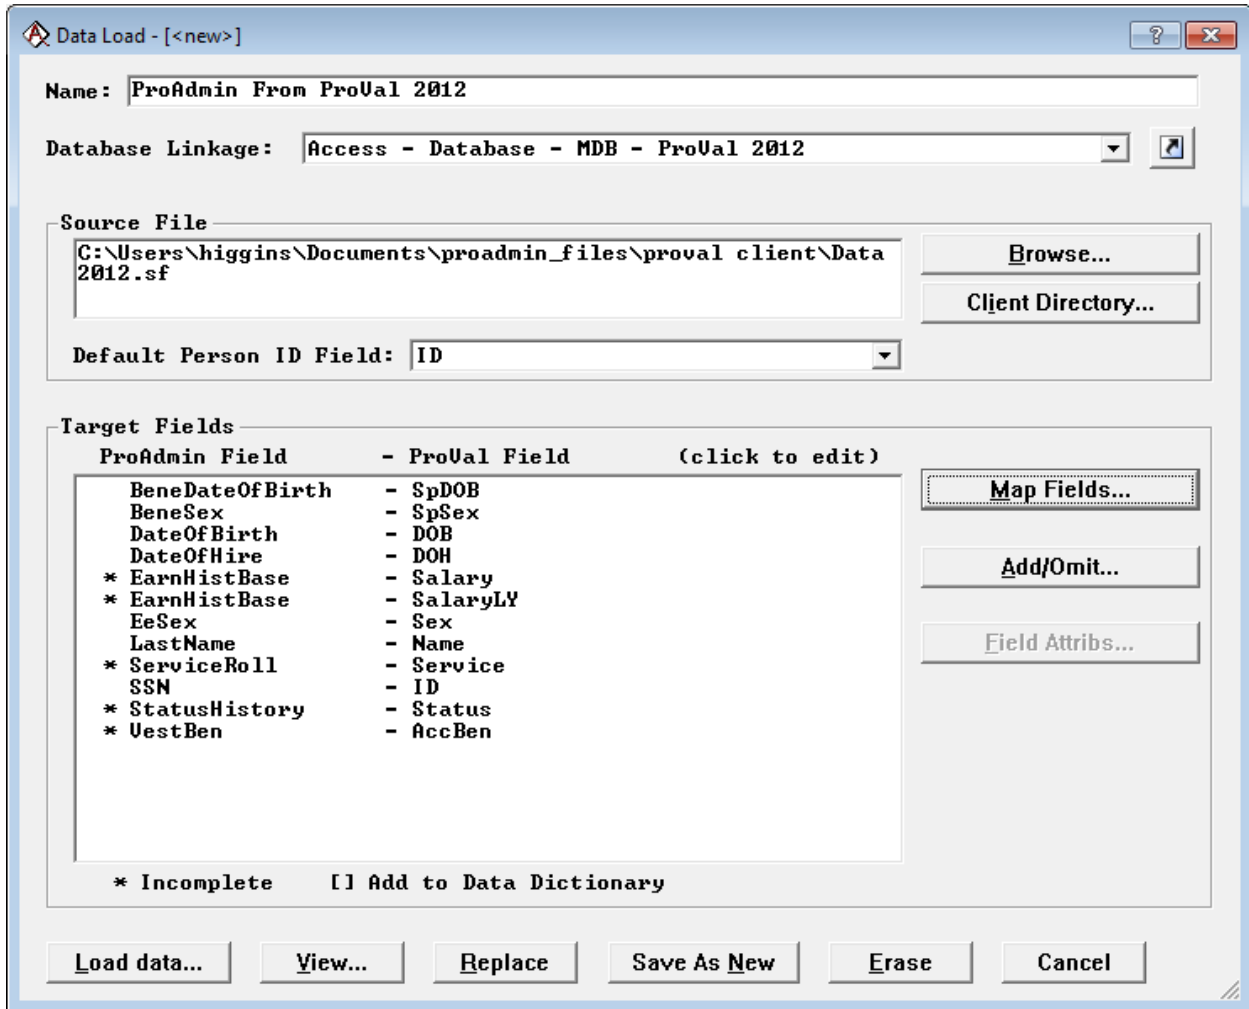 Data Load - [<new>]
Name: ProAdmin From ProVal 2012
Database Linkage: Access - Database - MDB - ProVal 2012
Source File
C:\Users\higgins\Documents\proadmin_files\proval client\Data
2012.sf
Browse...
Client Directory...
Default Person ID Field: ID
Target Fields
ProAdmin Field - ProVal Field (click to edit)
BeneDateOfBirth - SpDOB
BeneSex - SpSex
DateOfBirth - DOB
DateOfHire - DOH
* EarnHistBase - Salary
* EarnHistBase - SalaryLY
EeSex - Sex
LastName - Name
* ServiceRoll - Service
SSN - ID
* StatusHistory - Status
* VestBen - AccBen
Map Fields...
Add/Omit...
Field Attribs...
* Incomplete [] Add to Data Dictionary
Load data... View... Replace Save As New Erase Cancel